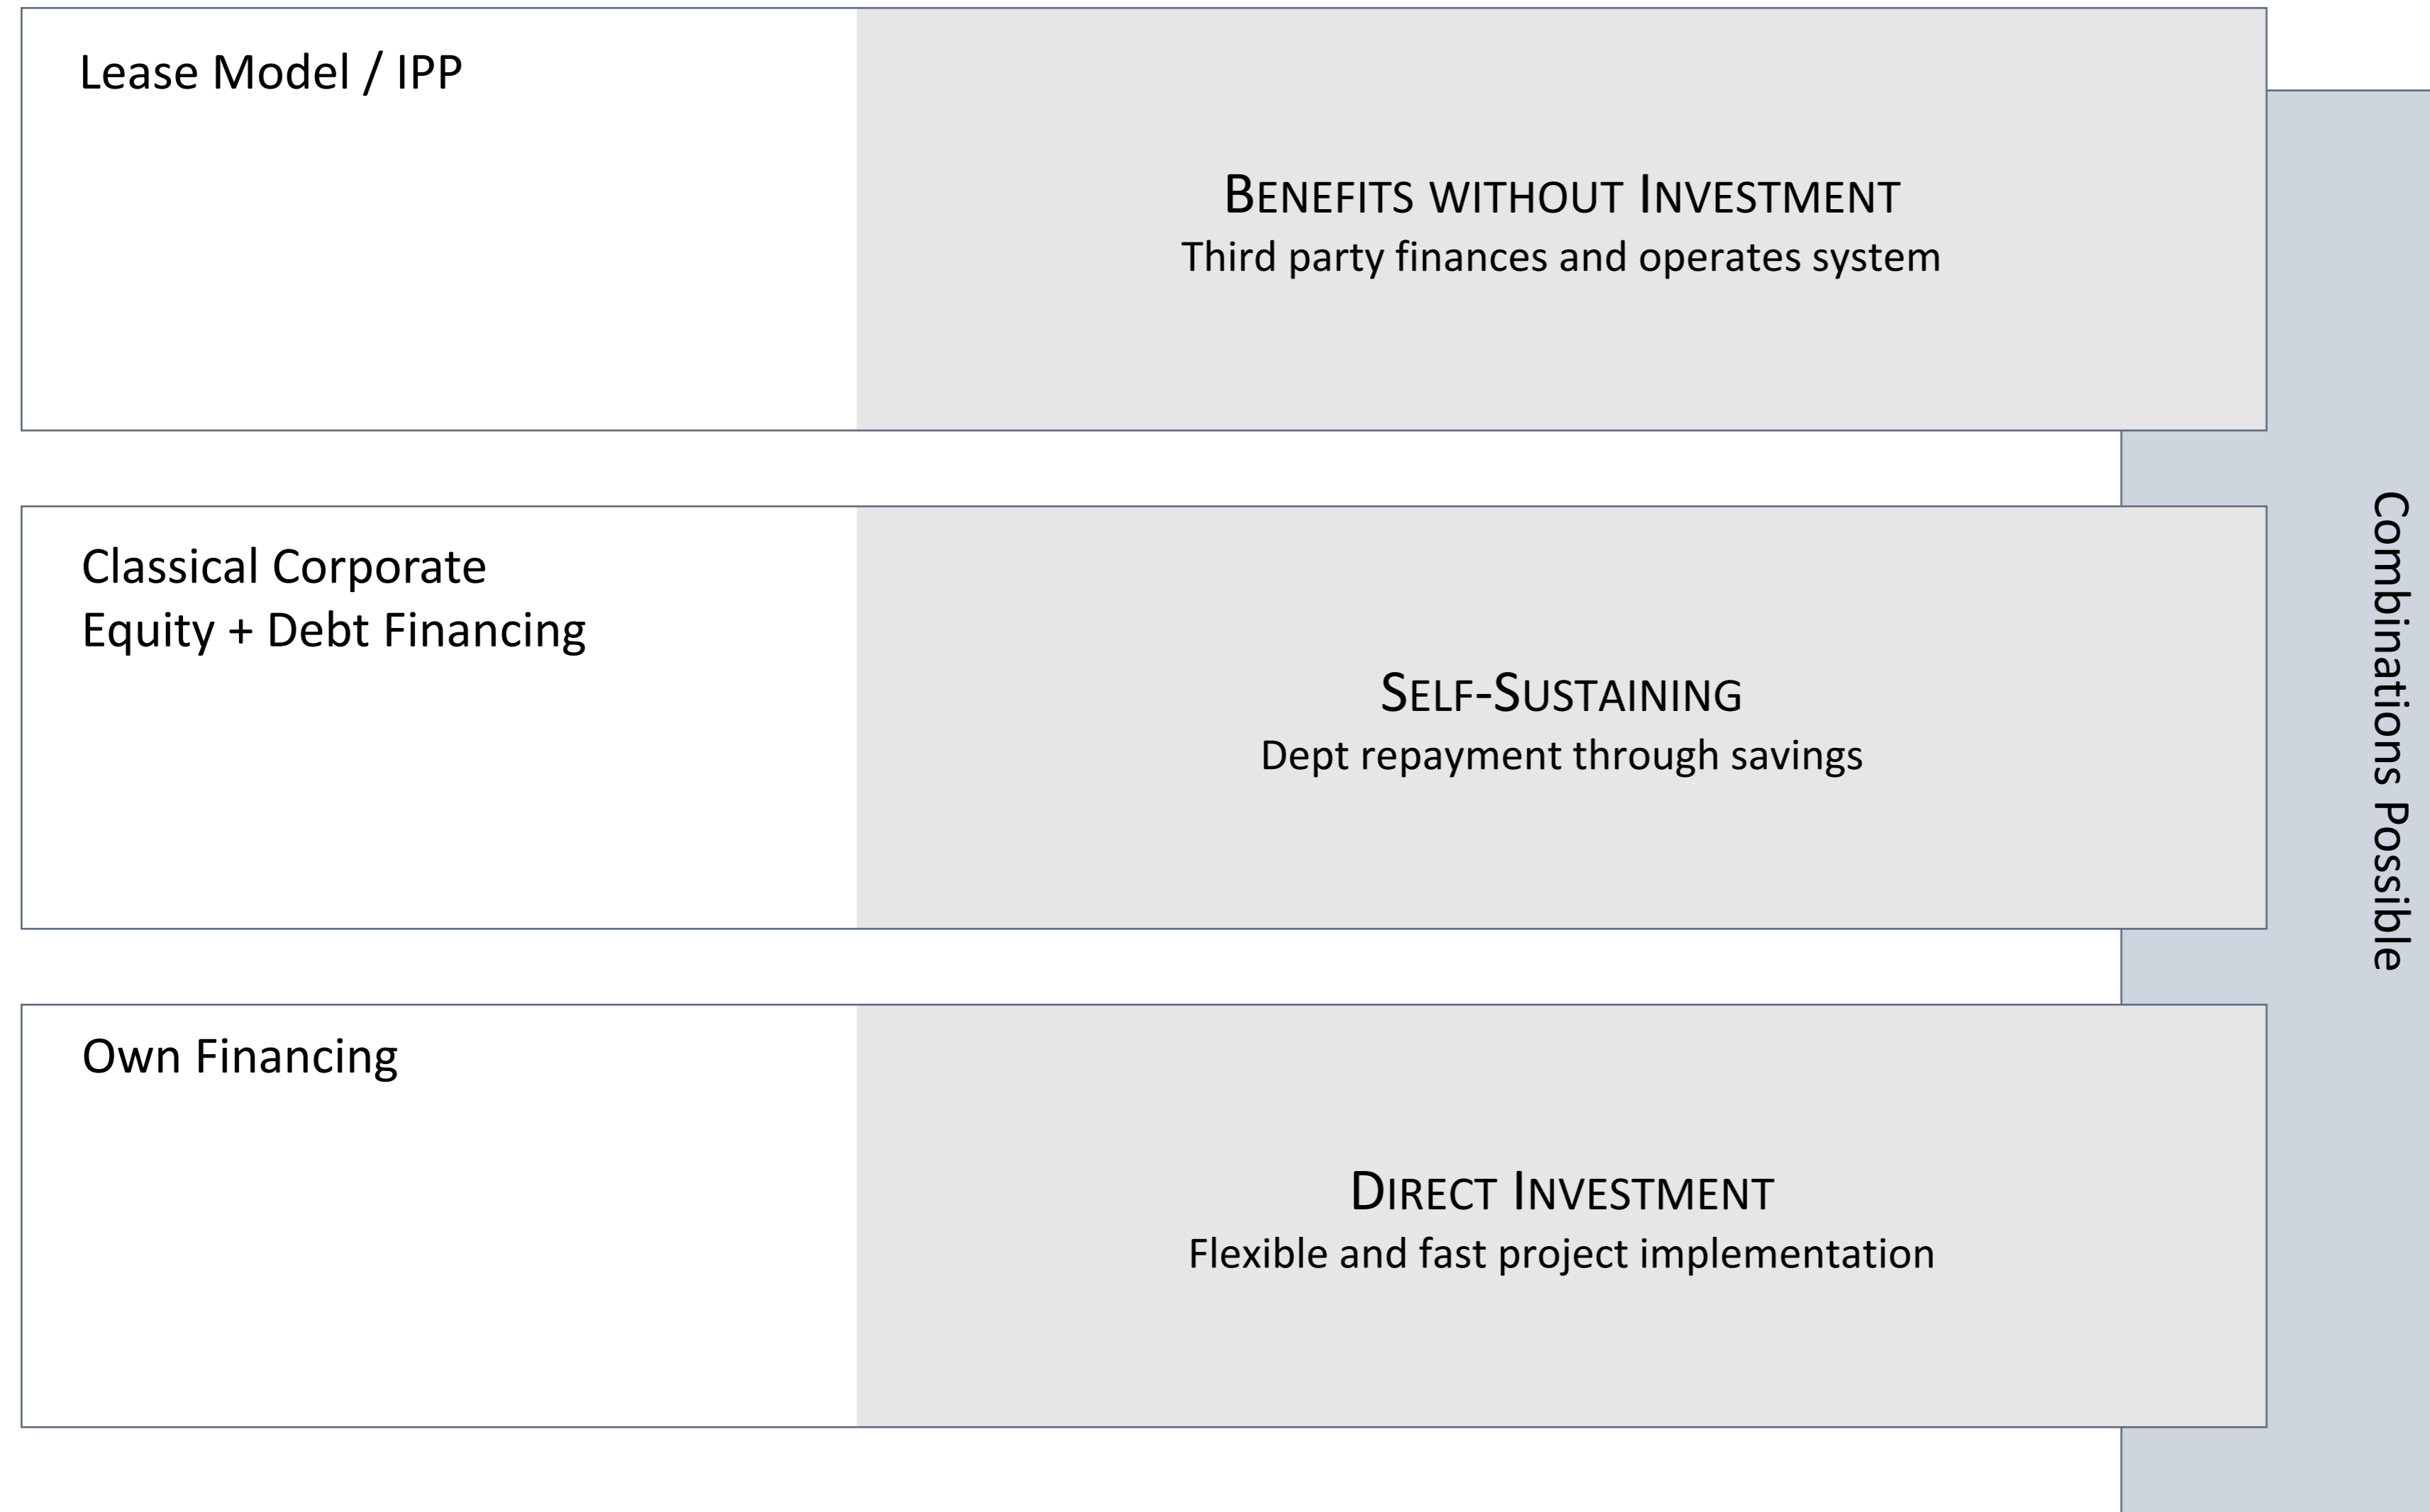 Lease Model / IPP
BENEFITS WITHOUT INVESTMENT
Third party finances and operates system
Classical Corporate
Equity + Debt Financing
SELF-SUSTAINING
Dept repayment through savings
Own Financing
DIRECT INVESTMENT
Flexible and fast project implementation
Combinations Possible